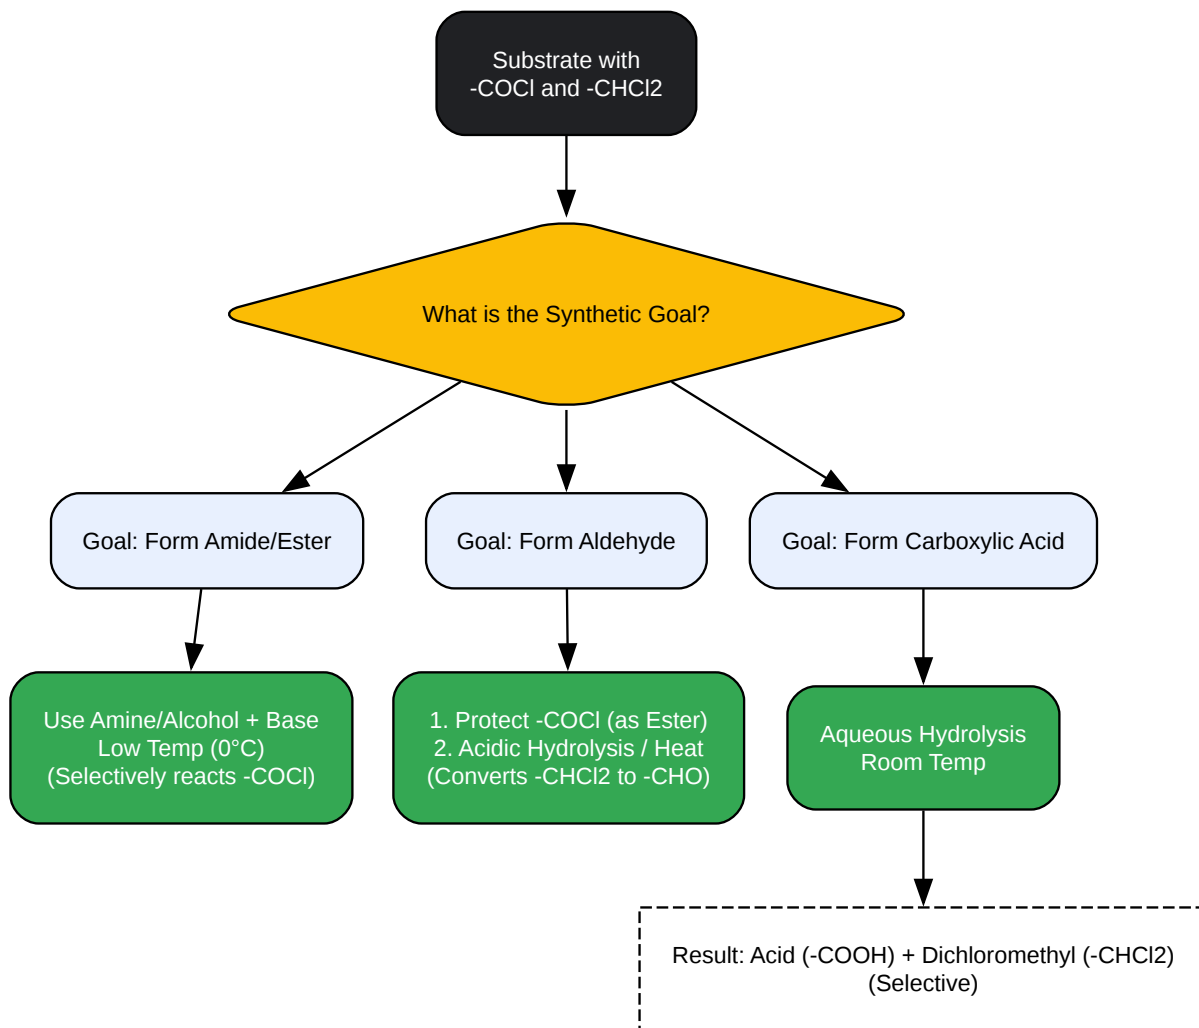 Substrate with
-COCl and -CHCl2
What is the Synthetic Goal?
Goal: Form Amide/Ester
Goal: Form Aldehyde
Goal: Form Carboxylic Acid
Use Amine/Alcohol + Base
Low Temp (0°C)
(Selectively reacts -COCl)
1. Protect -COCl (as Ester)
2. Acidic Hydrolysis / Heat
(Converts -CHCl2 to -CHO)
Aqueous Hydrolysis
Room Temp
Result: Acid (-COOH) + Dichloromethyl (-CHCl2)
(Selective)